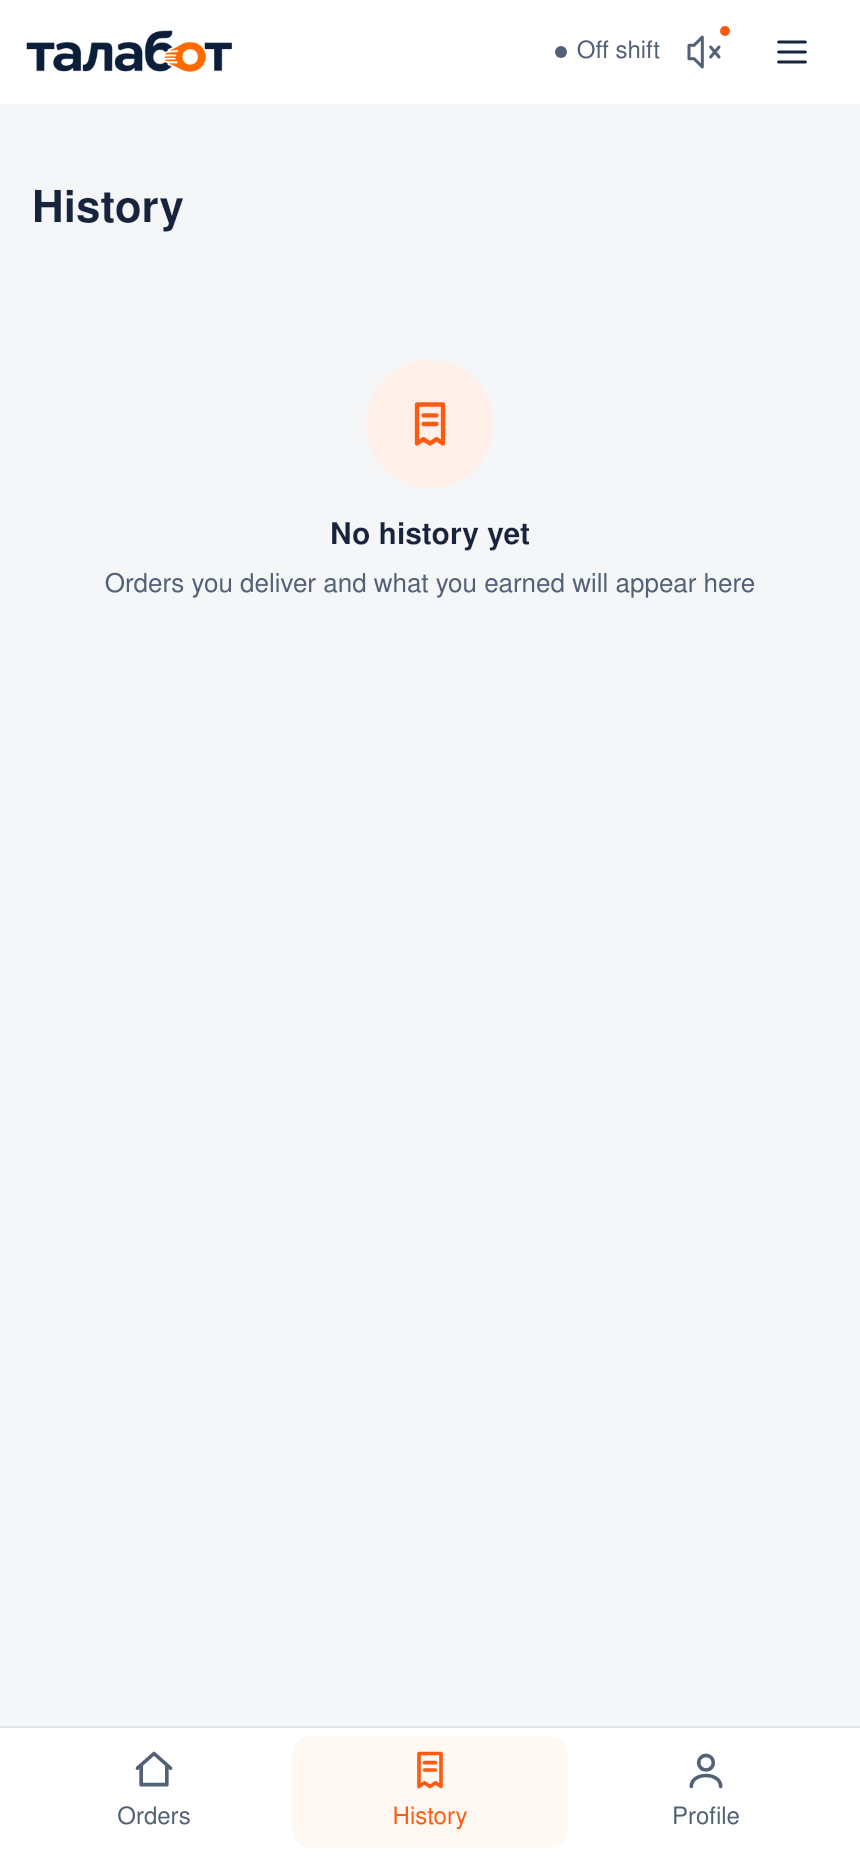 талабот
Off shift
History
No history yet
Orders you deliver and what you earned will appear here
Orders
History
Profile